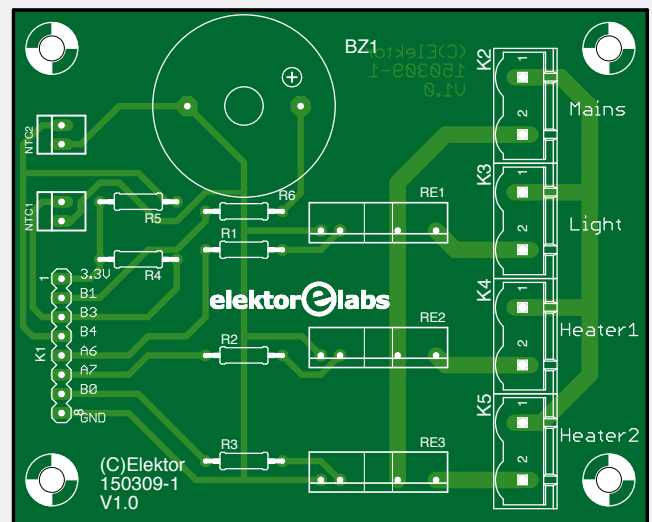 BZ1
(C)Elektor
150309-1
V1.0
K2
1
2
Mains
NTC2
K3
1
2
Light
NTC1
R5
R6
RE1
R1
R4
K4
1
2
Heater1
1
3.3V
B1
B3
B4
A6
A7
B0
8
GND
K1
elektor e labs
R2
RE2
K5
1
2
Heater2
R3
RE3
(C)Elektor
150309-1
V1.0